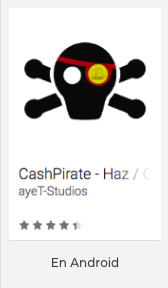 CashPirate - Haz / G
ayeT-Studios
En Android